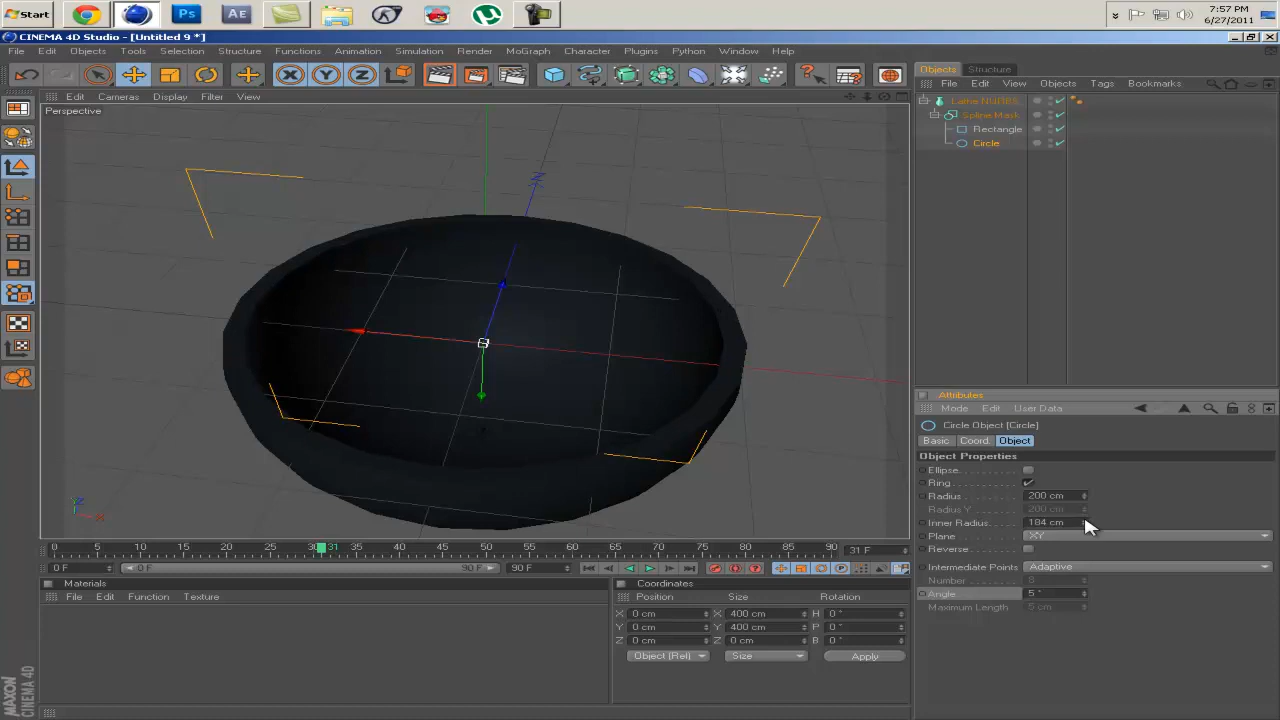 Start
Ps
Ae
7:57 PM
6/27/2011
CINEMA 4D Studio - [Untitled 9 *]
File Edit Objects Tools Selection Structure Functions Animation Simulation Render MoGraph Character Plugins Python Window Help
X Y Z
Objects Structure
File Edit View Objects Tags Bookmarks
Edit Cameras Display Filter View
Perspective
Lathe NURBS
Spline Mask
Rectangle
Circle
Z
Attributes
Mode Edit User Data
Circle Object [Circle]
Basic Coord. Object
Object Properties
Ellipse
Ring
Radius 200 cm
Radius Y 200 cm
Inner Radius 184 cm
Plane XY
Reverse
Intermediate Points Adaptive
Number 8
Angle 5 °
Maximum Length 5 cm
Y
X
0 5 10 15 20 25 30 31 35 40 45 50 55 60 65 70 75 80 85 90 31 F
0 F 0 F 90 F 90 F
Materials
File Edit Function Texture
Coordinates
Position Size Rotation
X 0 cm X 400 cm H 0 °
Y 0 cm Y 400 cm P 0 °
Z 0 cm Z 0 cm B 0 °
Object (Rel) Size Apply
MAXON
CINEMA 4D